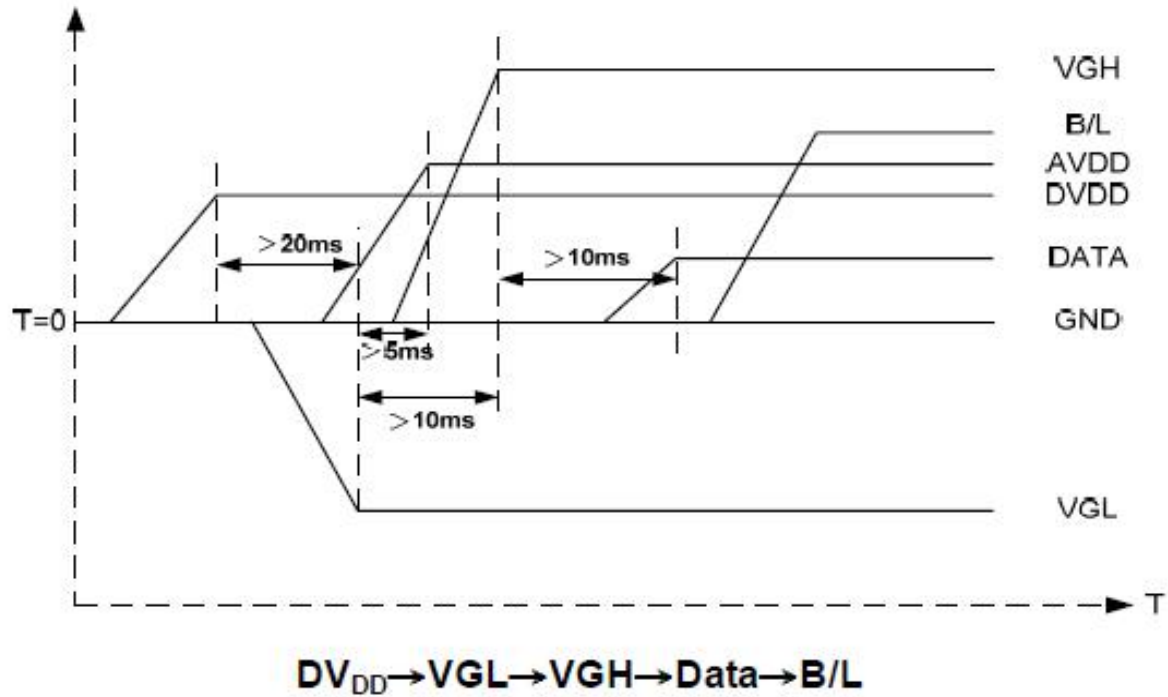 VGH
B/L
AVDD
DVDD
>20ms
>10ms
DATA
T=0
GND
>5ms
>10ms
VGL
T
DVDD→VGL→VGH→Data→B/L